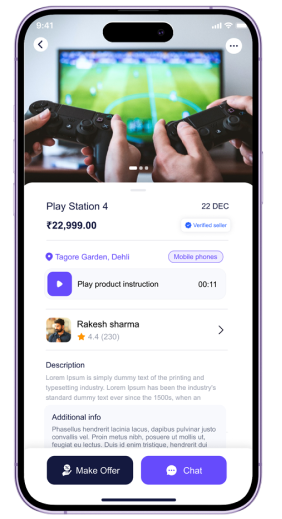 9:41
Play Station 4
22 DEC
₹22,999.00
Verified seller
Tagore Garden, Dehli
Mobile phones
Play product instruction
00:11
Rakesh sharma
4.4 (230)
Description
Lorem Ipsum is simply dummy text of the printing and
typesetting industry. Lorem Ipsum has been the industry's
standard dummy text ever since the 1500s, when an
Additional info
Phasellus hendrerit lacinia lacus, dapibus pulvinar justo
convallis vel. Proin metus nibh, posuere ut mollis ut,
feugiat eu lectus. Duis id enim tristique, hendrerit dui
Make Offer
Chat